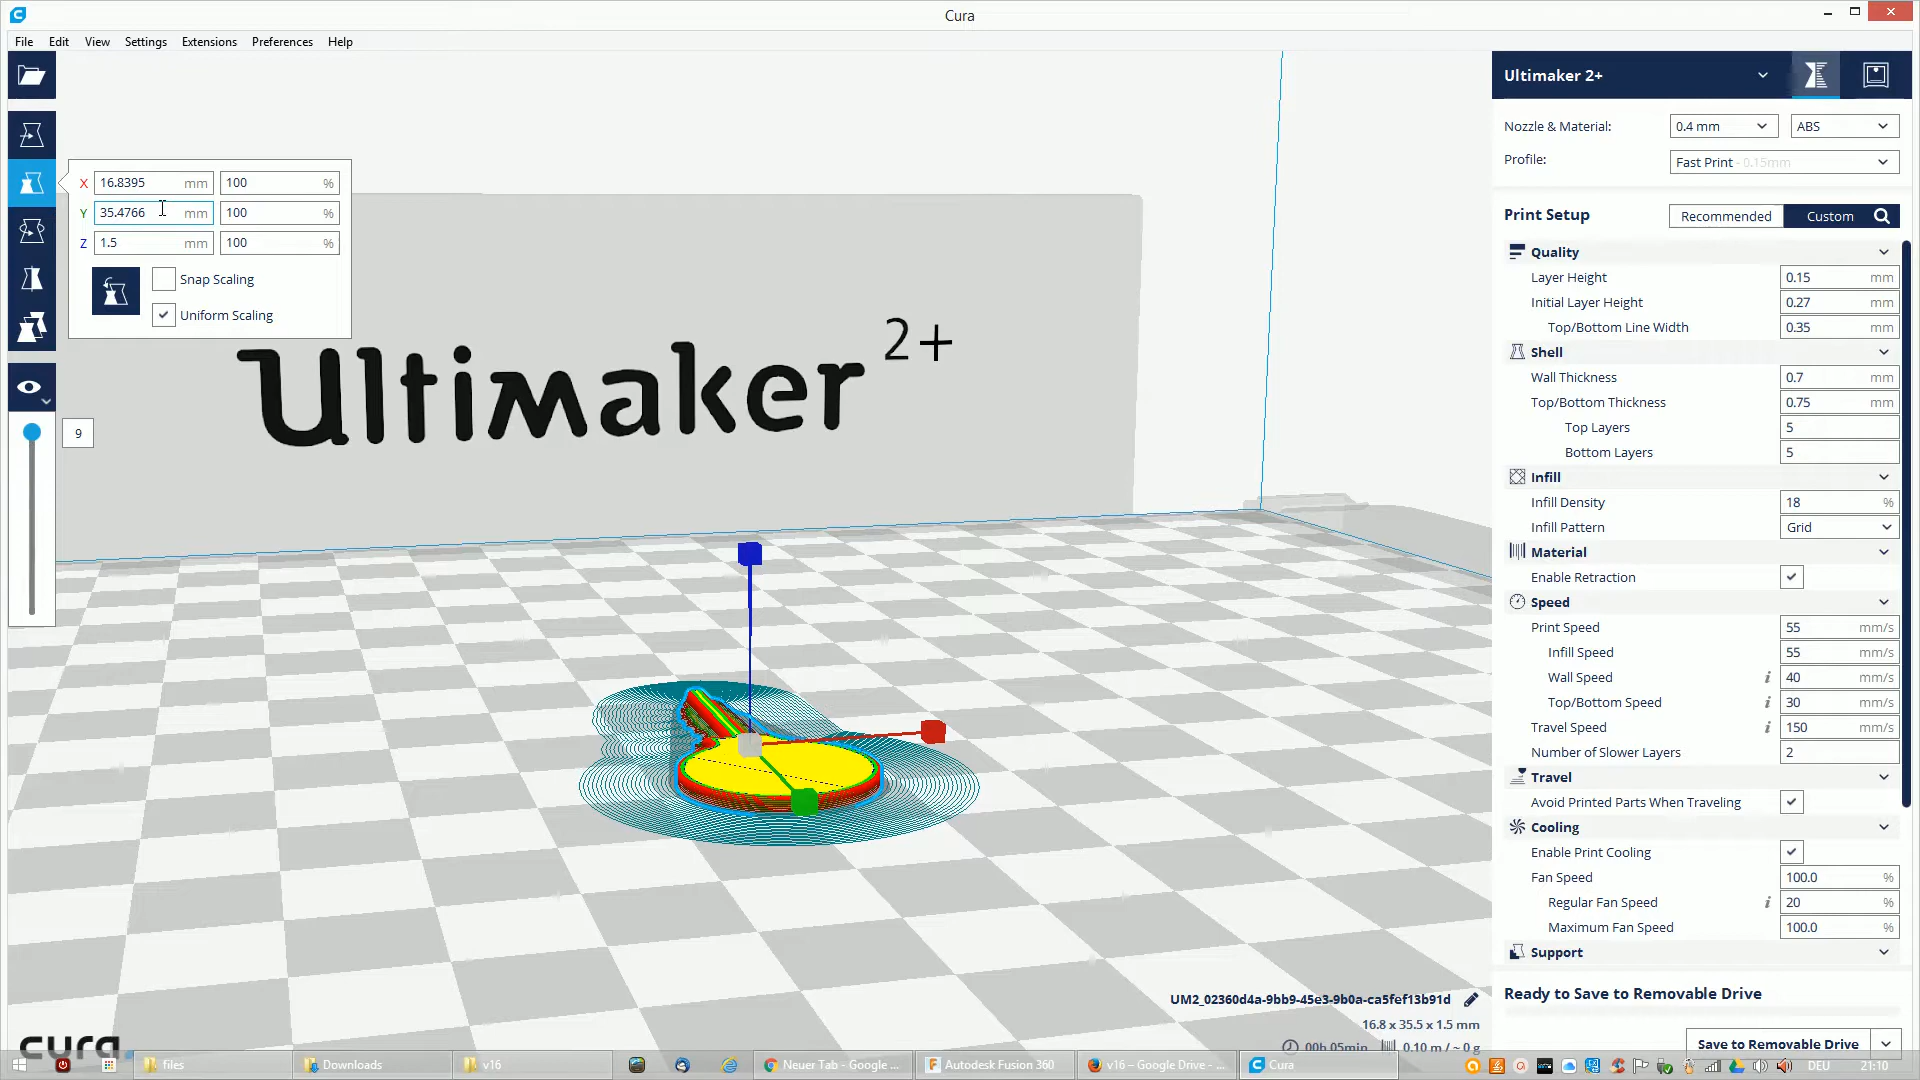 Cura
File Edit View Settings Extensions Preferences Help
Ultimaker 2+
Nozzle & Material: 0.4 mm ABS
Profile: Fast Print - 0.15mm
X 16.8395 mm 100 %
Y 35.4766 mm 100 %
Z 1.5 mm 100 %
Snap Scaling
Uniform Scaling
9
Ultimaker 2+
Print Setup Recommended Custom
Quality
Layer Height 0.15 mm
Initial Layer Height 0.27 mm
Top/Bottom Line Width 0.35 mm
Shell
Wall Thickness 0.7 mm
Top/Bottom Thickness 0.75 mm
Top Layers 5
Bottom Layers 5
Infill
Infill Density 18 %
Infill Pattern Grid
Material
Enable Retraction
Speed
Print Speed 55 mm/s
Infill Speed 55 mm/s
Wall Speed i 40 mm/s
Top/Bottom Speed i 30 mm/s
Travel Speed i 150 mm/s
Number of Slower Layers 2
Travel
Avoid Printed Parts When Traveling
Cooling
Enable Print Cooling
Fan Speed 100.0 %
Regular Fan Speed i 20 %
Maximum Fan Speed 100.0 %
Support
Ready to Save to Removable Drive
Save to Removable Drive
UM2_02360d4a-9bb9-45e3-9b0a-ca5fef13b91d
16.8 x 35.5 x 1.5 mm
00h 05min 0.10 m / ~ 0 g
cura
files Downloads v16 Neuer Tab - Google ... Autodesk Fusion 360 v16 – Google Drive - ... Cura DEU 21:10